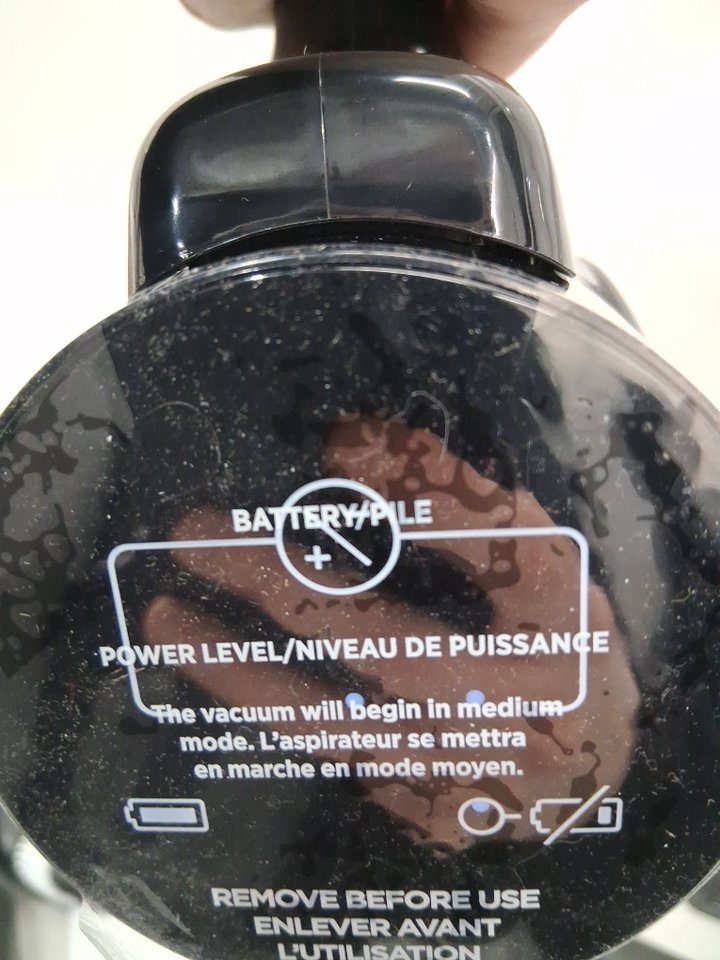 BATTERY/PILE
POWER LEVEL/NIVEAU DE PUISSANCE
The vacuum will begin in medium
mode. L'aspirateur se mettra
en marche en mode moyen.
REMOVE BEFORE USE
ENLEVER AVANT
L'UTILISATION